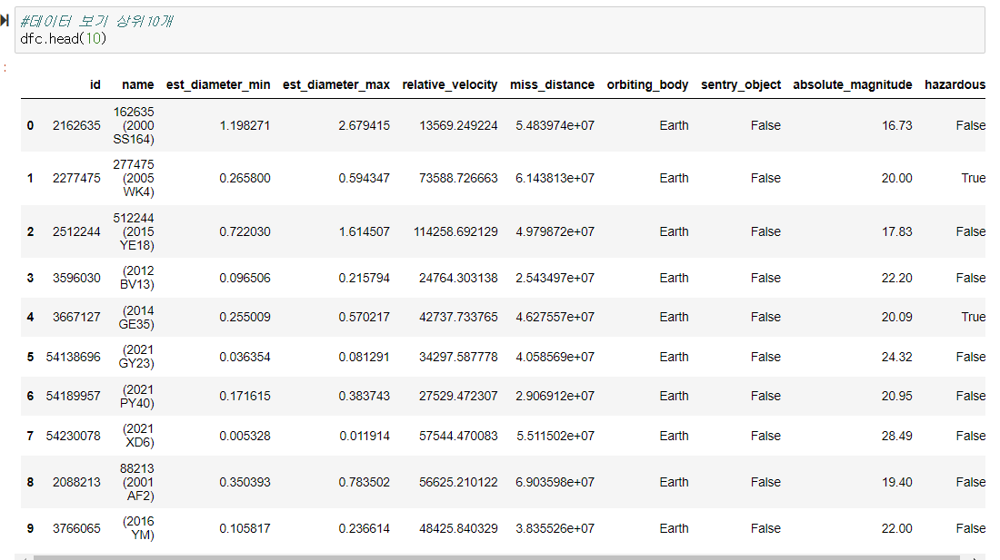 #데이터 보기 상위10개
dfc.head(10)
:
id name est_diameter_min est_diameter_max relative_velocity miss_distance orbiting_body sentry_object absolute_magnitude hazardous
0 2162635 162635 (2000 SS164) 1.198271 2.679415 13569.249224 5.483974e+07 Earth False 16.73 False
1 2277475 277475 (2005 WK4) 0.265800 0.594347 73588.726663 6.143813e+07 Earth False 20.00 True
2 2512244 512244 (2015 YE18) 0.722030 1.614507 114258.692129 4.979872e+07 Earth False 17.83 False
3 3596030 (2012 BV13) 0.096506 0.215794 24764.303138 2.543497e+07 Earth False 22.20 False
4 3667127 (2014 GE35) 0.255009 0.570217 42737.733765 4.627557e+07 Earth False 20.09 True
5 54138696 (2021 GY23) 0.036354 0.081291 34297.587778 4.058569e+07 Earth False 24.32 False
6 54189957 (2021 PY40) 0.171615 0.383743 27529.472307 2.906912e+07 Earth False 20.95 False
7 54230078 (2021 XD6) 0.005328 0.011914 57544.470083 5.511502e+07 Earth False 28.49 False
8 2088213 88213 (2001 AF2) 0.350393 0.783502 56625.210122 6.903598e+07 Earth False 19.40 False
9 3766065 (2016 YM) 0.105817 0.236614 48425.840329 3.835526e+07 Earth False 22.00 False